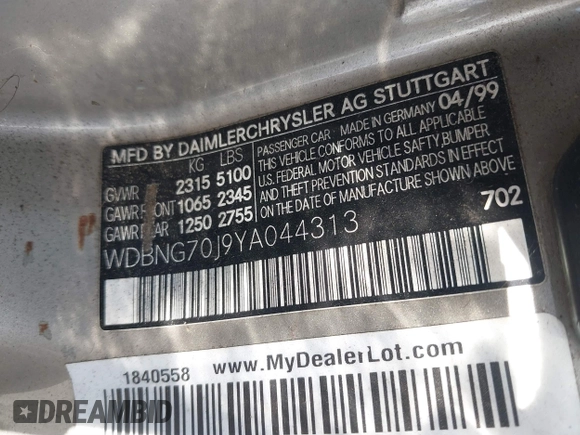 MFD BY DAIMLERCHRYSLER AG STUTTGART
KG LBS
GVWR 2315 5100
GAWR FRONT 1065 2345
GAWR REAR 1250 2755
PASSENGER CAR MADE IN GERMANY 04/99
THIS VEHICLE CONFORMS TO ALL APPLICABLE
U.S. FEDERAL MOTOR VEHICLE SAFTY, BUMPER
AND THEFT PREVENTION STANDARDS IN EFFECT
ON THE DATE OF MANUFACTURE SHOWN ABOVE
WDBNG70J9YA044313
702
1840558
www.MyDealerLot.com
DREAMBID